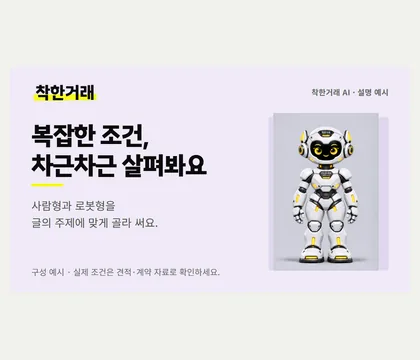 착한거래
착한거래 AI · 설명 예시
복잡한 조건,
차근차근 살펴봐요
사람형과 로봇형을
글의 주제에 맞게 골라 써요.
구성 예시 · 실제 조건은 견적·계약 자료로 확인하세요.